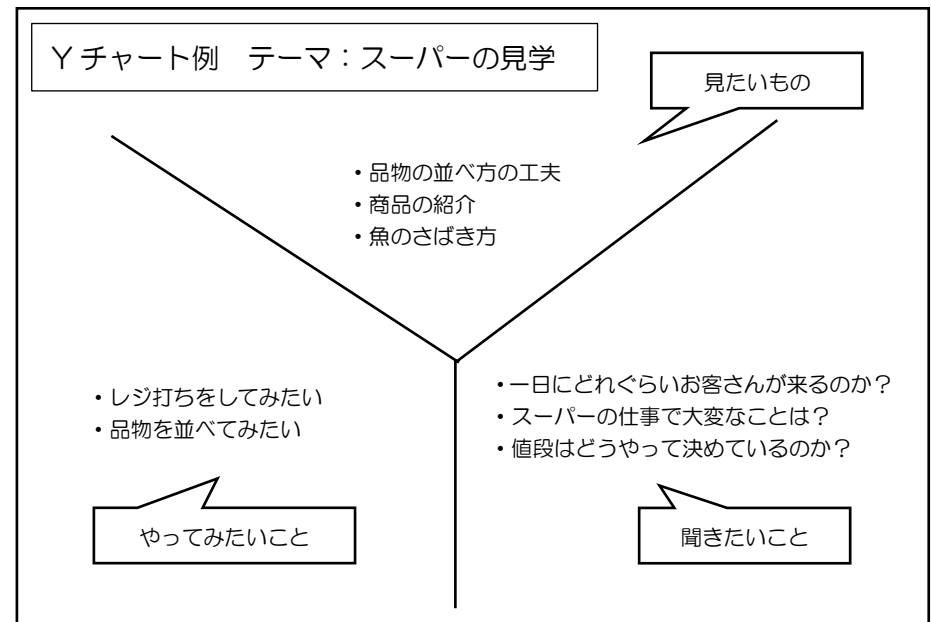 Yチャート例　テーマ：スーパーの見学
見たいもの
・品物の並べ方の工夫
・商品の紹介
・魚のさばき方
・レジ打ちをしてみたい
・品物を並べてみたい
やってみたいこと
・一日にどれぐらいお客さんが来るのか？
・スーパーの仕事で大変なことは？
・値段はどうやって決めているのか？
聞きたいこと